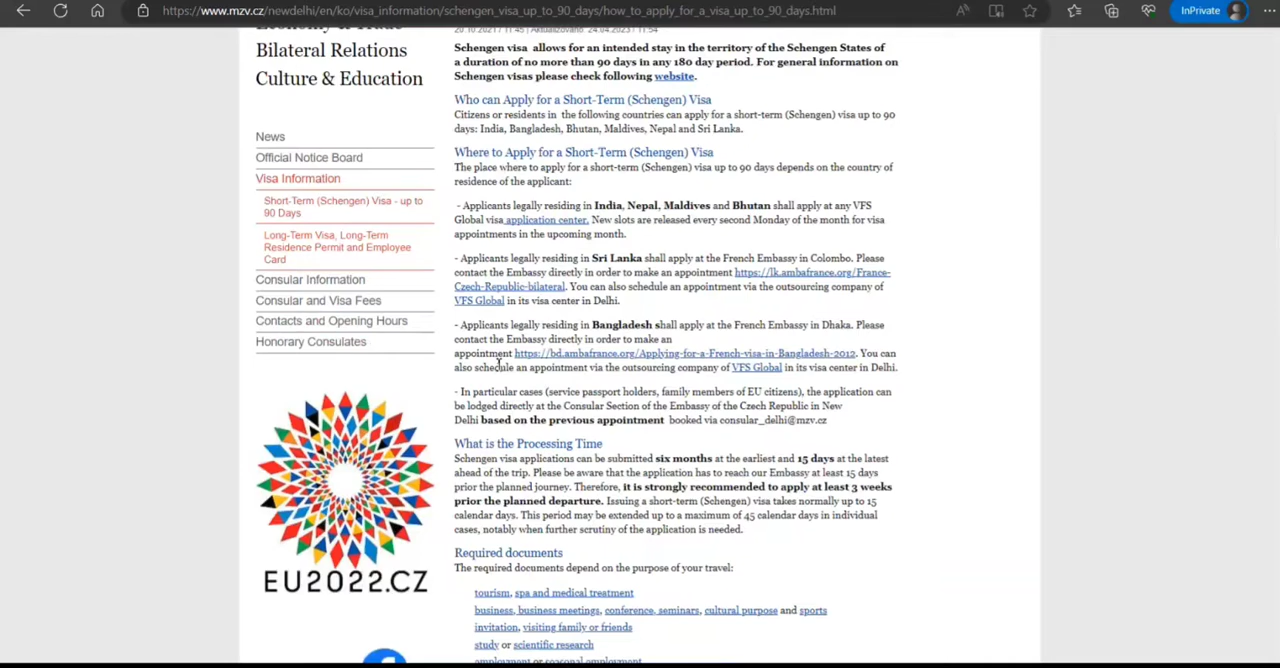 https://www.mzv.cz/newdelhi/en/ko/visa_information/schengen_visa_up_to_90_days/how_to_apply_for_a_visa_up_to_90_days.html
InPrivate
Economy & Trade
Bilateral Relations
Culture & Education
News
Official Notice Board
Visa Information
Short-Term (Schengen) Visa - up to
90 Days
Long-Term Visa, Long-Term
Residence Permit and Employee
Card
Consular Information
Consular and Visa Fees
Contacts and Opening Hours
Honorary Consulates
EU2022.CZ
20.10.2021 / 11:45 | Aktualizováno: 24.04.2023 / 11:54
Schengen visa allows for an intended stay in the territory of the Schengen States of
a duration of no more than 90 days in any 180 day period. For general information on
Schengen visas please check following website.
Who can Apply for a Short-Term (Schengen) Visa
Citizens or residents in the following countries can apply for a short-term (Schengen) visa up to 90
days: India, Bangladesh, Bhutan, Maldives, Nepal and Sri Lanka.
Where to Apply for a Short-Term (Schengen) Visa
The place where to apply for a short-term (Schengen) visa up to 90 days depends on the country of
residence of the applicant:
- Applicants legally residing in India, Nepal, Maldives and Bhutan shall apply at any VFS
Global visa application center. New slots are released every second Monday of the month for visa
appointments in the upcoming month.
- Applicants legally residing in Sri Lanka shall apply at the French Embassy in Colombo. Please
contact the Embassy directly in order to make an appointment https://lk.ambafrance.org/France-
Czech-Republic-bilateral. You can also schedule an appointment via the outsourcing company of
VFS Global in its visa center in Delhi.
- Applicants legally residing in Bangladesh shall apply at the French Embassy in Dhaka. Please
contact the Embassy directly in order to make an
appointment https://bd.ambafrance.org/Applying-for-a-French-visa-in-Bangladesh-2012. You can
also schedule an appointment via the outsourcing company of VFS Global in its visa center in Delhi.
- In particular cases (service passport holders, family members of EU citizens), the application can
be lodged directly at the Consular Section of the Embassy of the Czech Republic in New
Delhi based on the previous appointment booked via consular_delhi@mzv.cz
What is the Processing Time
Schengen visa applications can be submitted six months at the earliest and 15 days at the latest
ahead of the trip. Please be aware that the application has to reach our Embassy at least 15 days
prior the planned journey. Therefore, it is strongly recommended to apply at least 3 weeks
prior the planned departure. Issuing a short-term (Schengen) visa takes normally up to 15
calendar days. This period may be extended up to a maximum of 45 calendar days in individual
cases, notably when further scrutiny of the application is needed.
Required documents
The required documents depend on the purpose of your travel:
tourism, spa and medical treatment
business, business meetings, conference, seminars, cultural purpose and sports
invitation, visiting family or friends
study or scientific research
employment or seasonal employment